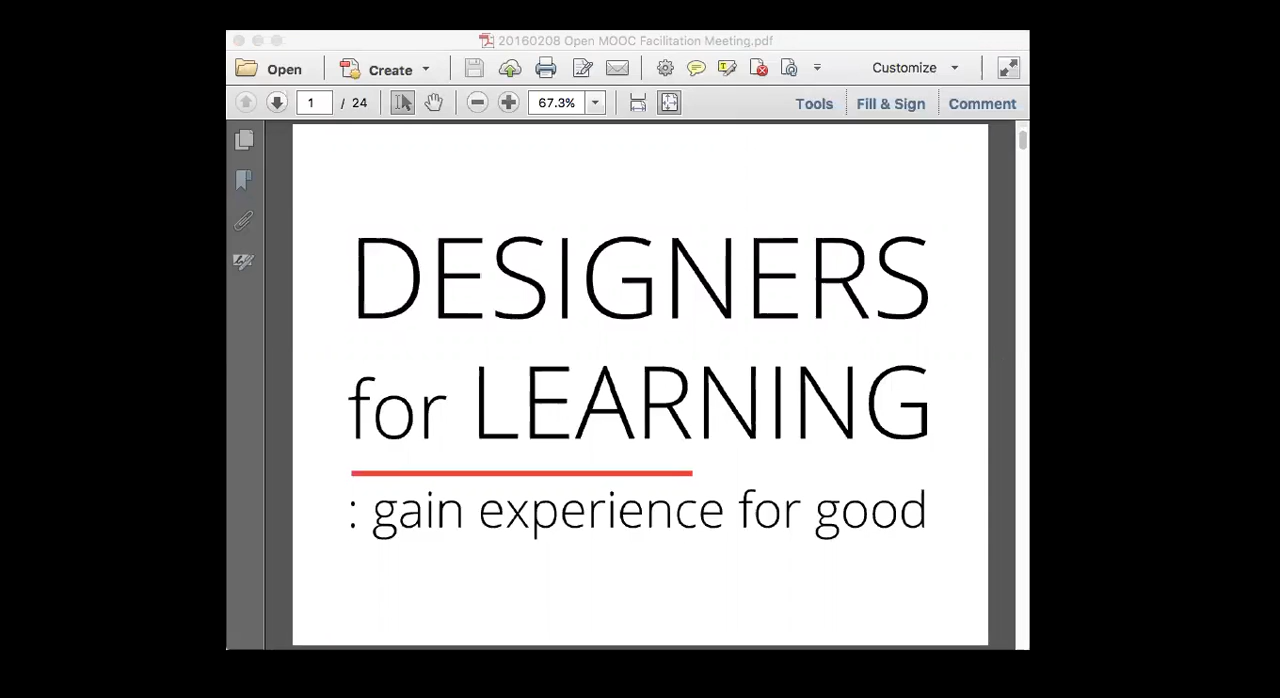 20160208 Open MOOC Facilitation Meeting.pdf
Open Create Customize
1 / 24 67.3% Tools Fill & Sign Comment
DESIGNERS
for LEARNING
: gain experience for good